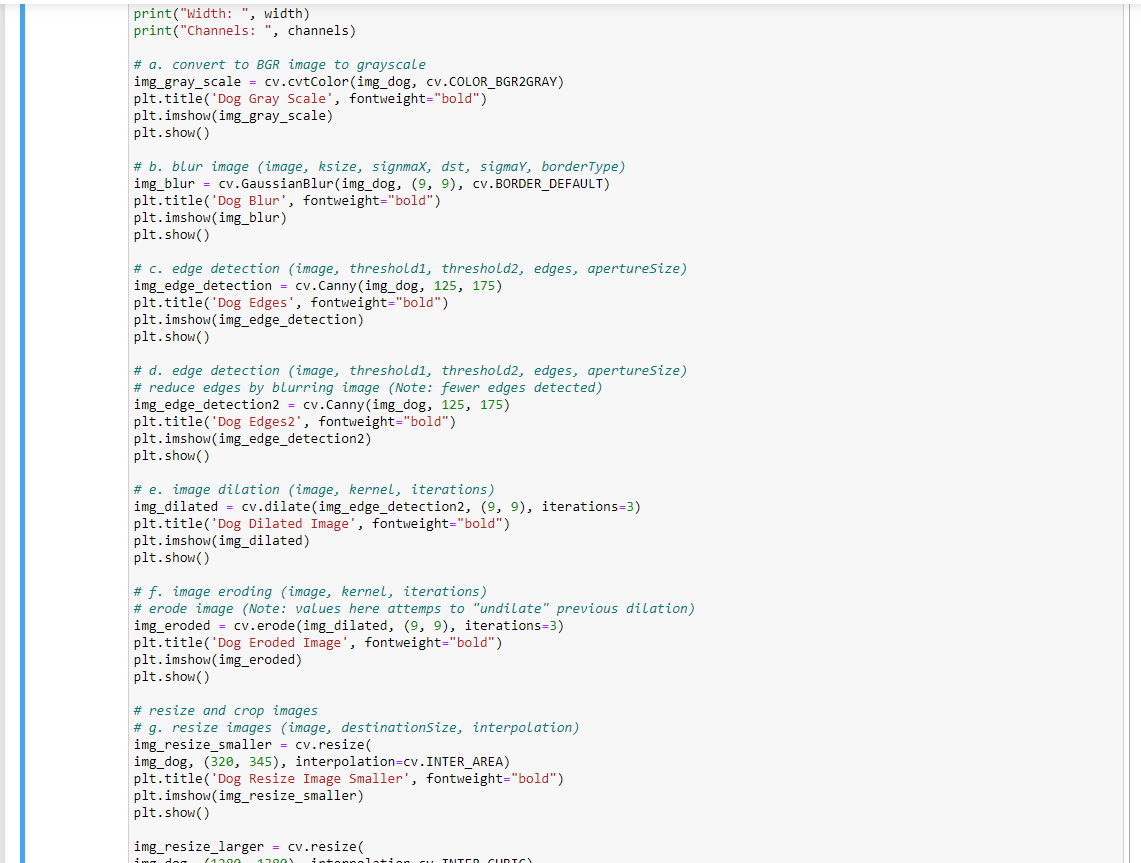 print("Width: ", width)
print("Channels: ", channels)
# a. convert to BGR image to grayscale
img_gray_scale = cv.cvtColor(img_dog, cv.COLOR_BGR2GRAY)
plt.title('Dog Gray Scale', fontweight="bold")
plt.imshow(img_gray_scale)
plt.show()
# b. blur image (image, ksize, signmaX, dst, sigmaY, borderType)
img_blur = cv.GaussianBlur(img_dog, (9, 9), cv.BORDER_DEFAULT)
plt.title('Dog Blur', fontweight="bold")
plt.imshow(img_blur)
plt.show()
# c. edge detection (image, threshold1, threshold2, edges, apertureSize)
img_edge_detection = cv.Canny(img_dog, 125, 175)
plt.title('Dog Edges', fontweight="bold")
plt.imshow(img_edge_detection)
plt.show()
# d. edge detection (image, threshold1, threshold2, edges, apertureSize)
# reduce edges by blurring image (Note: fewer edges detected)
img_edge_detection2 = cv.Canny(img_dog, 125, 175)
plt.title('Dog Edges2', fontweight="bold")
plt.imshow(img_edge_detection2)
plt.show()
# e. image dilation (image, kernel, iterations)
img_dilated = cv.dilate(img_edge_detection2, (9, 9), iterations=3)
plt.title('Dog Dilated Image', fontweight="bold")
plt.imshow(img_dilated)
plt.show()
# f. image eroding (image, kernel, iterations)
# erode image (Note: values here attemps to "undilate" previous dilation)
img_eroded = cv.erode(img_dilated, (9, 9), iterations=3)
plt.title('Dog Eroded Image', fontweight="bold")
plt.imshow(img_eroded)
plt.show()
# resize and crop images
# g. resize images (image, destinationSize, interpolation)
img_resize_smaller = cv.resize(
img_dog, (320, 345), interpolation=cv.INTER_AREA)
plt.title('Dog Resize Image Smaller', fontweight="bold")
plt.imshow(img_resize_smaller)
plt.show()
img_resize_larger = cv.resize(